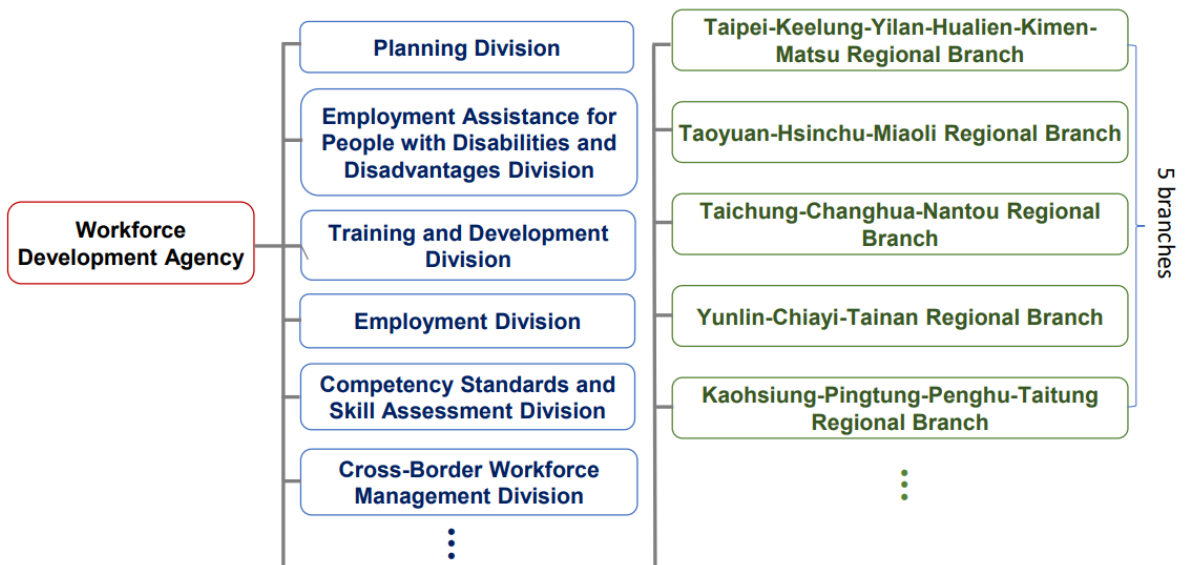 Workforce
Development Agency
Planning Division
Employment Assistance for
People with Disabilities and
Disadvantages Division
Training and Development
Division
Employment Division
Competency Standards and
Skill Assessment Division
Cross-Border Workforce
Management Division
Taipei-Keelung-Yilan-Hualien-Kimen-
Matsu Regional Branch
Taoyuan-Hsinchu-Miaoli Regional Branch
Taichung-Changhua-Nantou Regional
Branch
Yunlin-Chiayi-Tainan Regional Branch
Kaohsiung-Pingtung-Penghu-Taitung
Regional Branch
5 branches